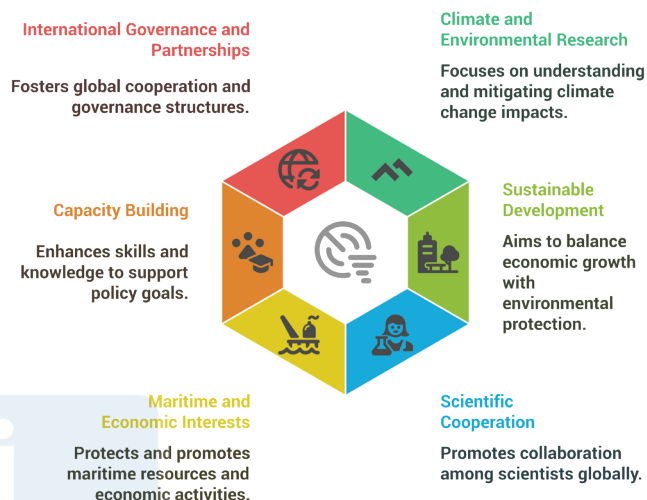 International Governance and
Partnerships
Fosters global cooperation and
governance structures.
Climate and
Environmental Research
Focuses on understanding
and mitigating climate
change impacts.
Capacity Building
Enhances skills and
knowledge to support
policy goals.
Sustainable
Development
Aims to balance
economic growth
with
environmental
protection.
Maritime and
Economic Interests
Protects and promotes
maritime resources and
economic activities.
Scientific
Cooperation
Promotes collaboration
among scientists globally.